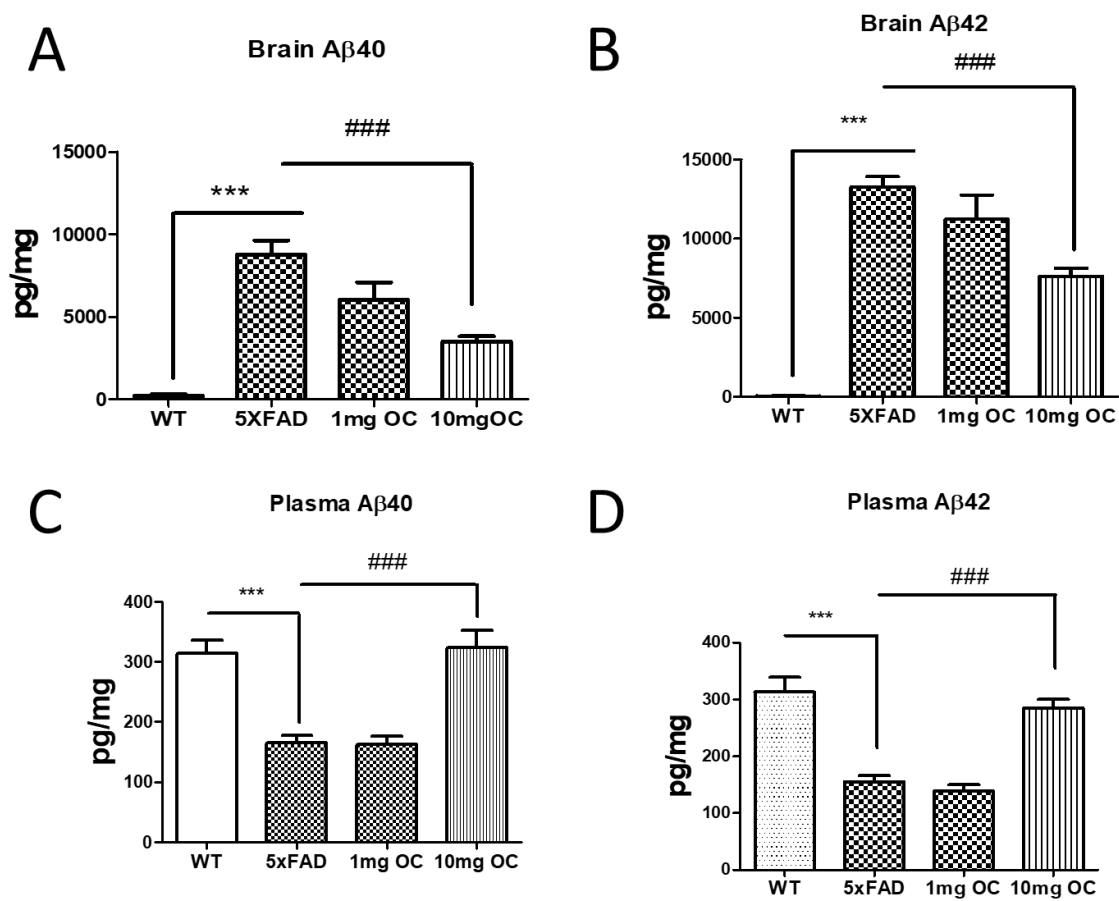 A
Brain Aβ40
###
***
15000
10000
5000
0
pg/mg
WT 5XFAD 1mg OC 10mgOC
B
Brain Aβ42
###
***
15000
10000
5000
0
pg/mg
WT 5XFAD 1mg OC 10mg OC
C
Plasma Aβ40
###
***
400
300
200
100
0
pg/mg
WT 5xFAD 1mg OC 10mg OC
D
Plasma Aβ42
###
***
400
300
200
100
0
pg/mg
WT 5xFAD 1mg OC 10mg OC